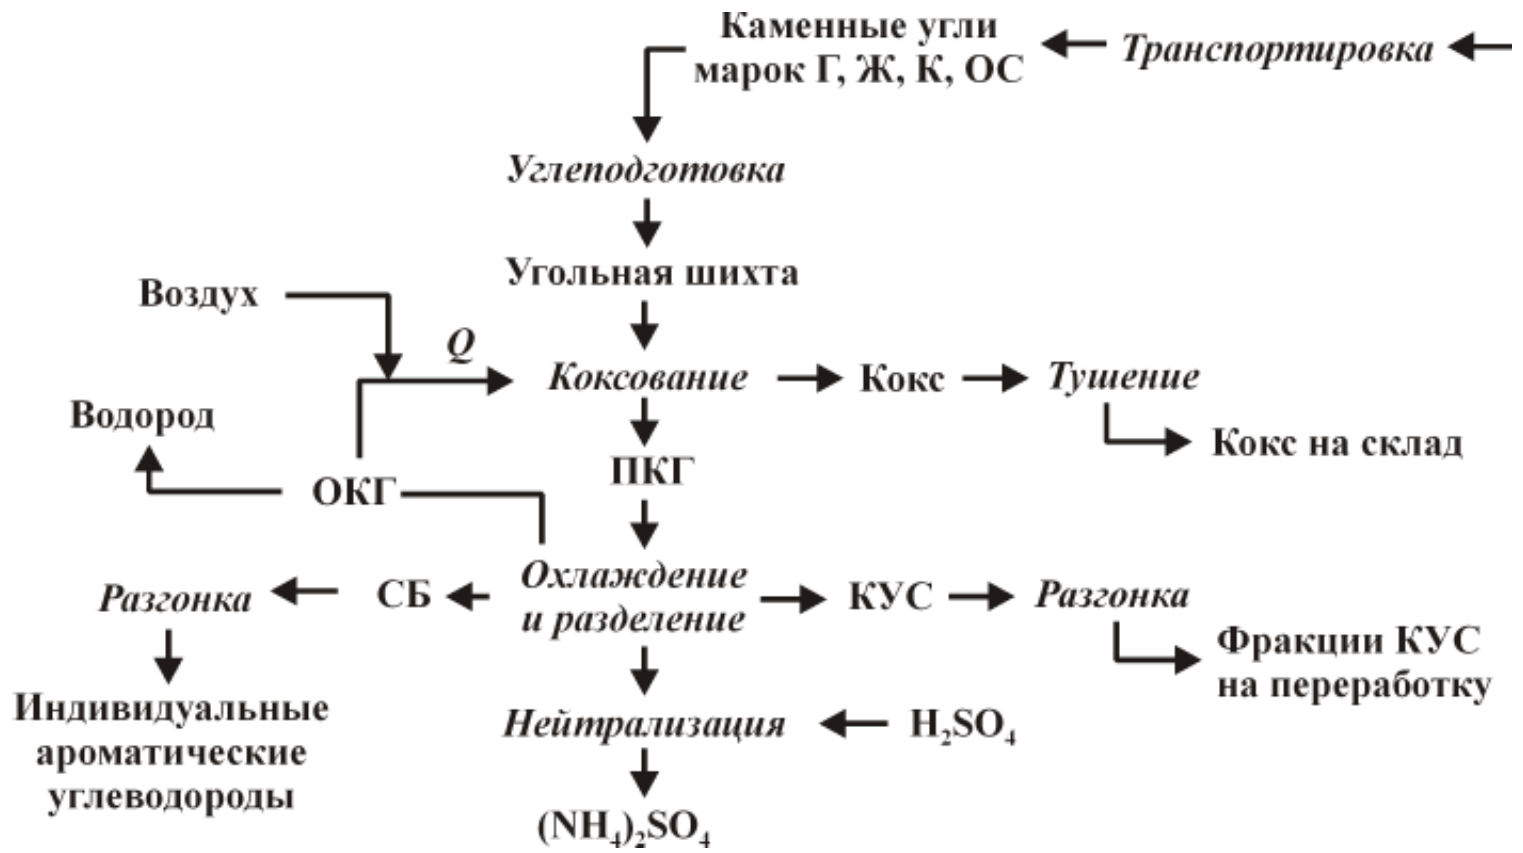 Каменные угли
марок Г, Ж, К, ОС
Транспортировка
Углеподготовка
Угольная шихта
Воздух
Q
Коксование
Кокс
Тушение
Водород
Кокс на склад
ПКГ
ОКГ
Охлаждение
и разделение
СБ
Разгонка
КУС
Разгонка
Фракции КУС
на переработку
Индивидуальные
ароматические
углеводороды
Нейтрализация
H₂SO₄
(NH₄)₂SO₄